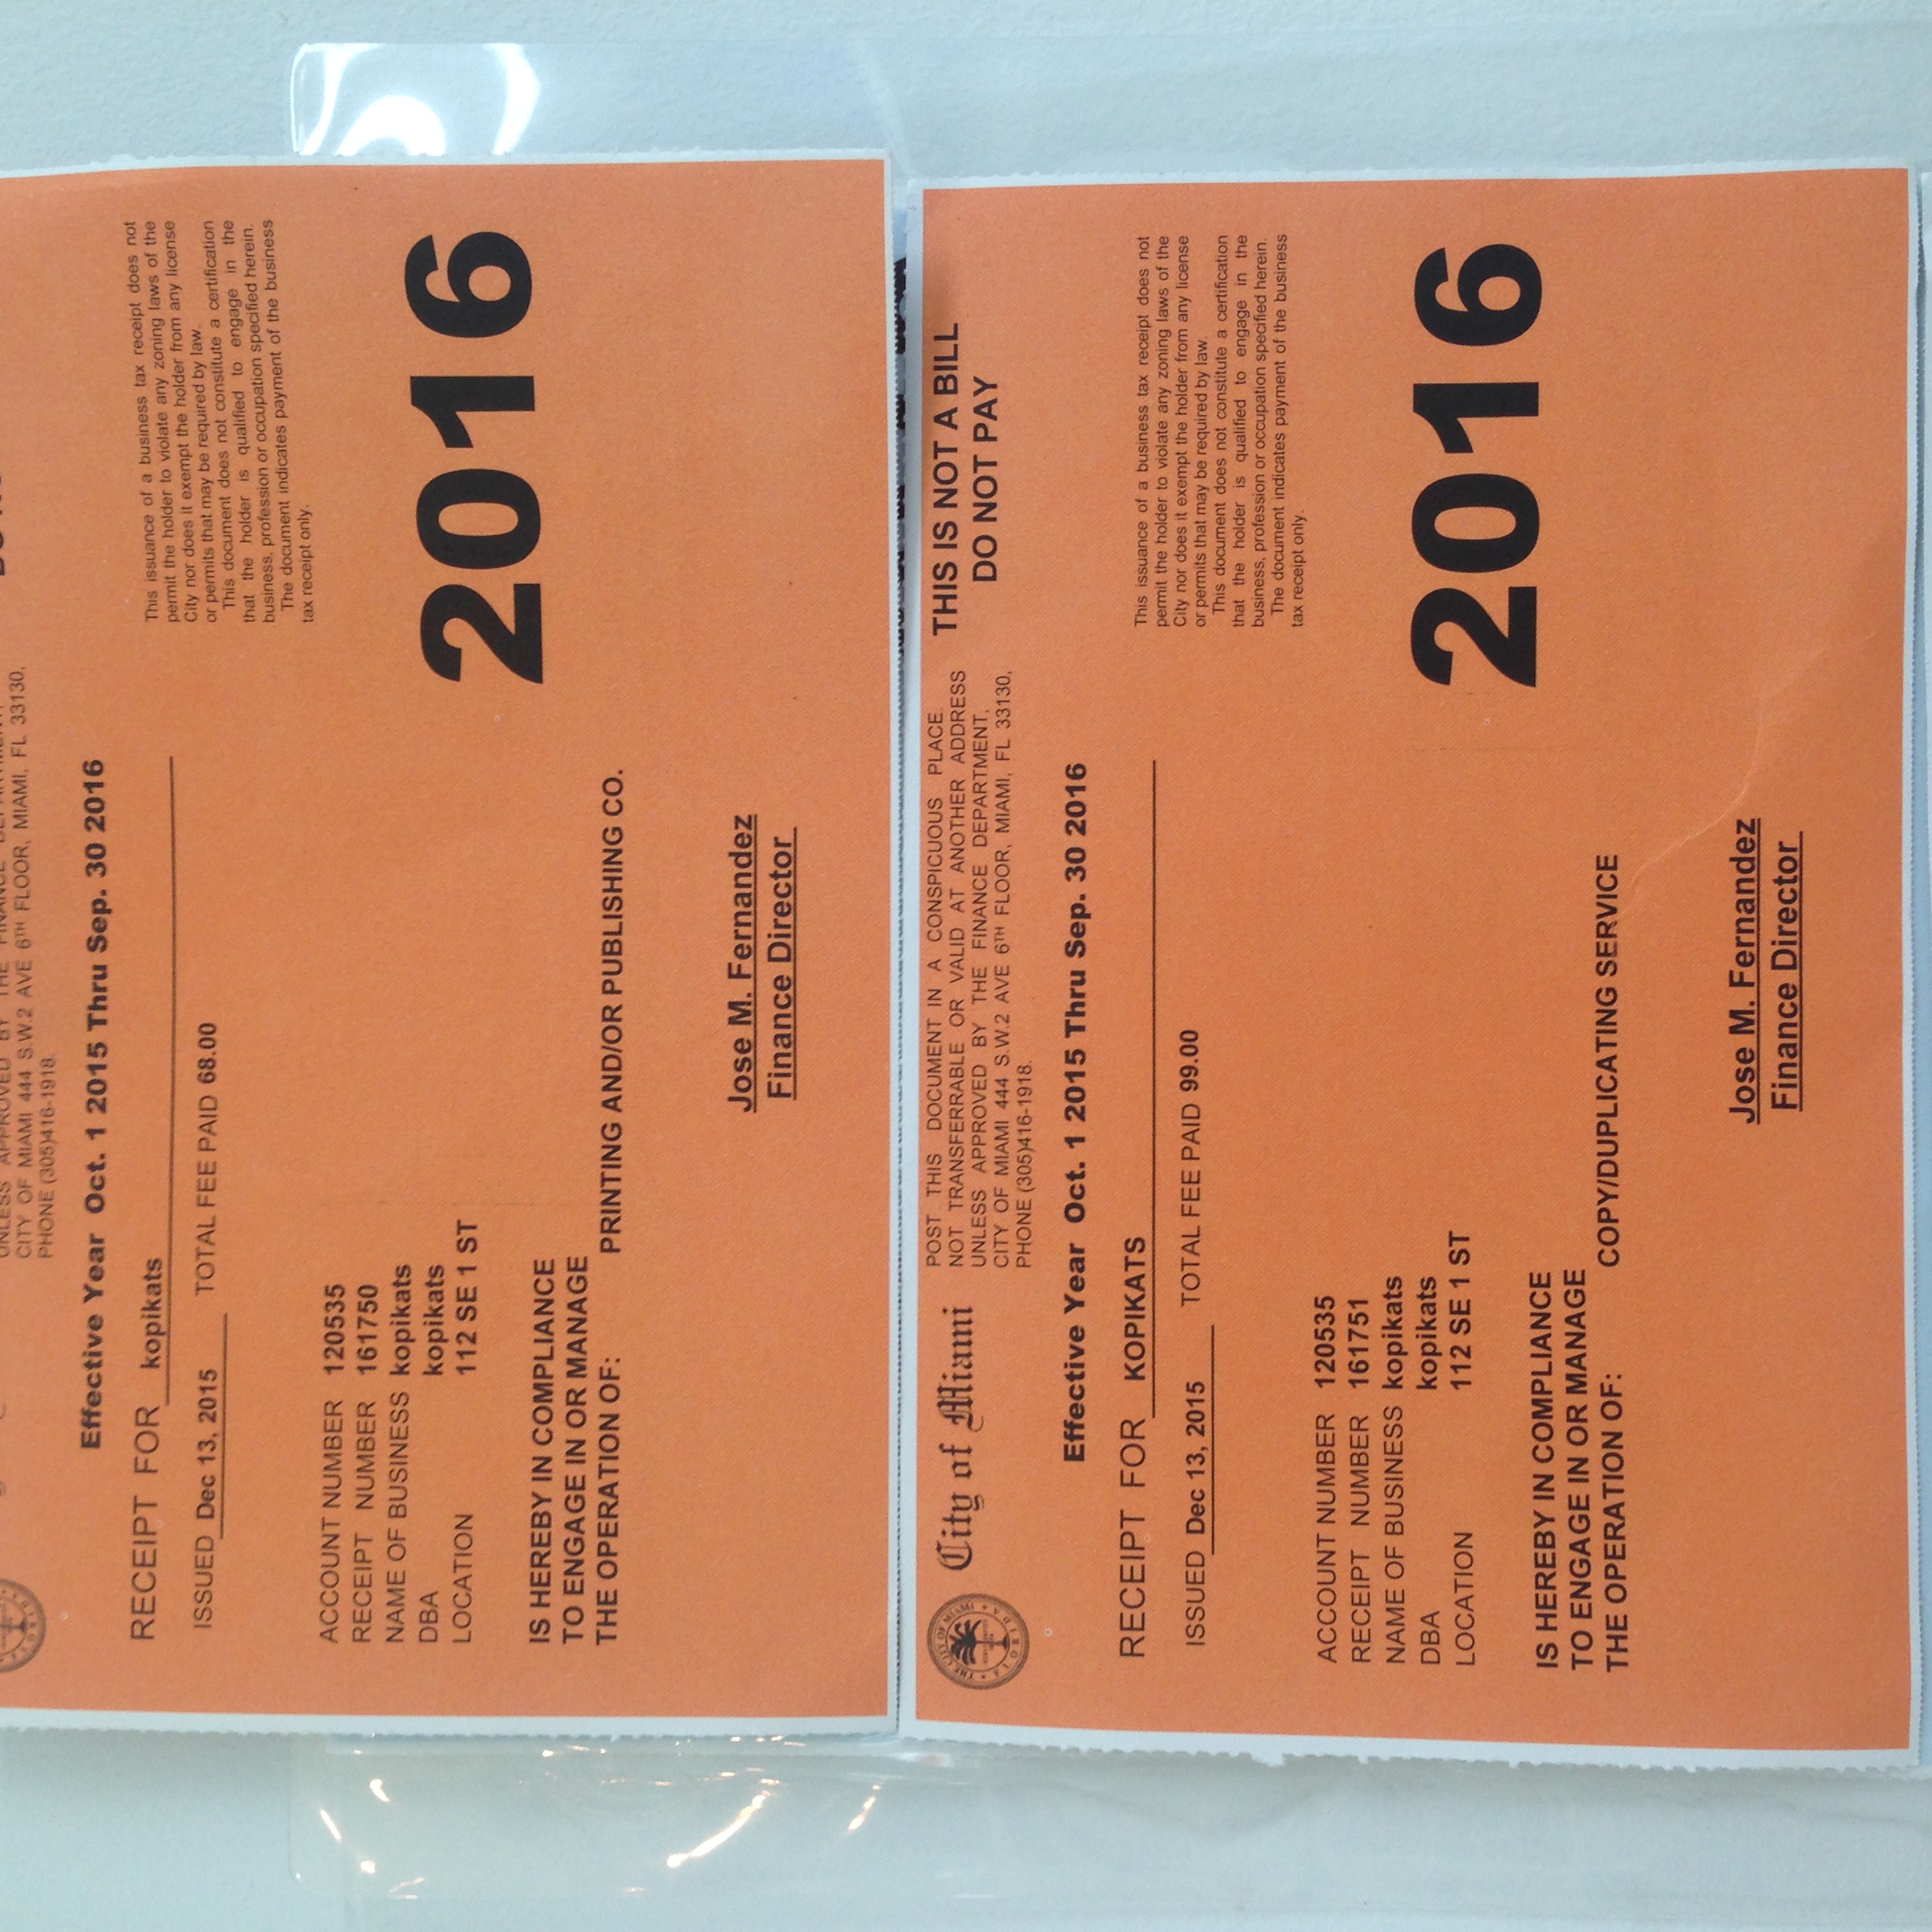 UNLESS APPROVED BY THE FINANCE DEPARTMENT,
CITY OF MIAMI 444 S.W.2 AVE 6TH FLOOR, MIAMI, FL 33130,
PHONE (305)416-1918.
Effective Year Oct. 1 2015 Thru Sep. 30 2016
RECEIPT FOR kopikats
ISSUED Dec 13, 2015 TOTAL FEE PAID 68.00
This issuance of a business tax receipt does not
permit the holder to violate any zoning laws of the
City nor does it exempt the holder from any license
or permits that may be required by law.
This document does not constitute a certification
that the holder is qualified to engage in the
business, profession or occupation specified herein.
The document indicates payment of the business
tax receipt only.
ACCOUNT NUMBER 120535
RECEIPT NUMBER 161750
NAME OF BUSINESS kopikats
DBA kopikats
LOCATION 112 SE 1 ST
2016
IS HEREBY IN COMPLIANCE
TO ENGAGE IN OR MANAGE
THE OPERATION OF: PRINTING AND/OR PUBLISHING CO.
Jose M. Fernandez
Finance Director
THE CITY OF MIAMI
FLORIDA
City of Miami
POST THIS DOCUMENT IN A CONSPICUOUS PLACE.
NOT TRANSFERRABLE OR VALID AT ANOTHER ADDRESS
UNLESS APPROVED BY THE FINANCE DEPARTMENT,
CITY OF MIAMI 444 S.W.2 AVE 6TH FLOOR, MIAMI, FL 33130,
PHONE (305)416-1918.
THIS IS NOT A BILL
DO NOT PAY
Effective Year Oct. 1 2015 Thru Sep. 30 2016
RECEIPT FOR KOPIKATS
ISSUED Dec 13, 2015 TOTAL FEE PAID 99.00
This issuance of a business tax receipt does not
permit the holder to violate any zoning laws of the
City nor does it exempt the holder from any license
or permits that may be required by law.
This document does not constitute a certification
that the holder is qualified to engage in the
business, profession or occupation specified herein.
The document indicates payment of the business
tax receipt only.
ACCOUNT NUMBER 120535
RECEIPT NUMBER 161751
NAME OF BUSINESS kopikats
DBA kopikats
LOCATION 112 SE 1 ST
2016
IS HEREBY IN COMPLIANCE
TO ENGAGE IN OR MANAGE
THE OPERATION OF: COPY/DUPLICATING SERVICE
Jose M. Fernandez
Finance Director